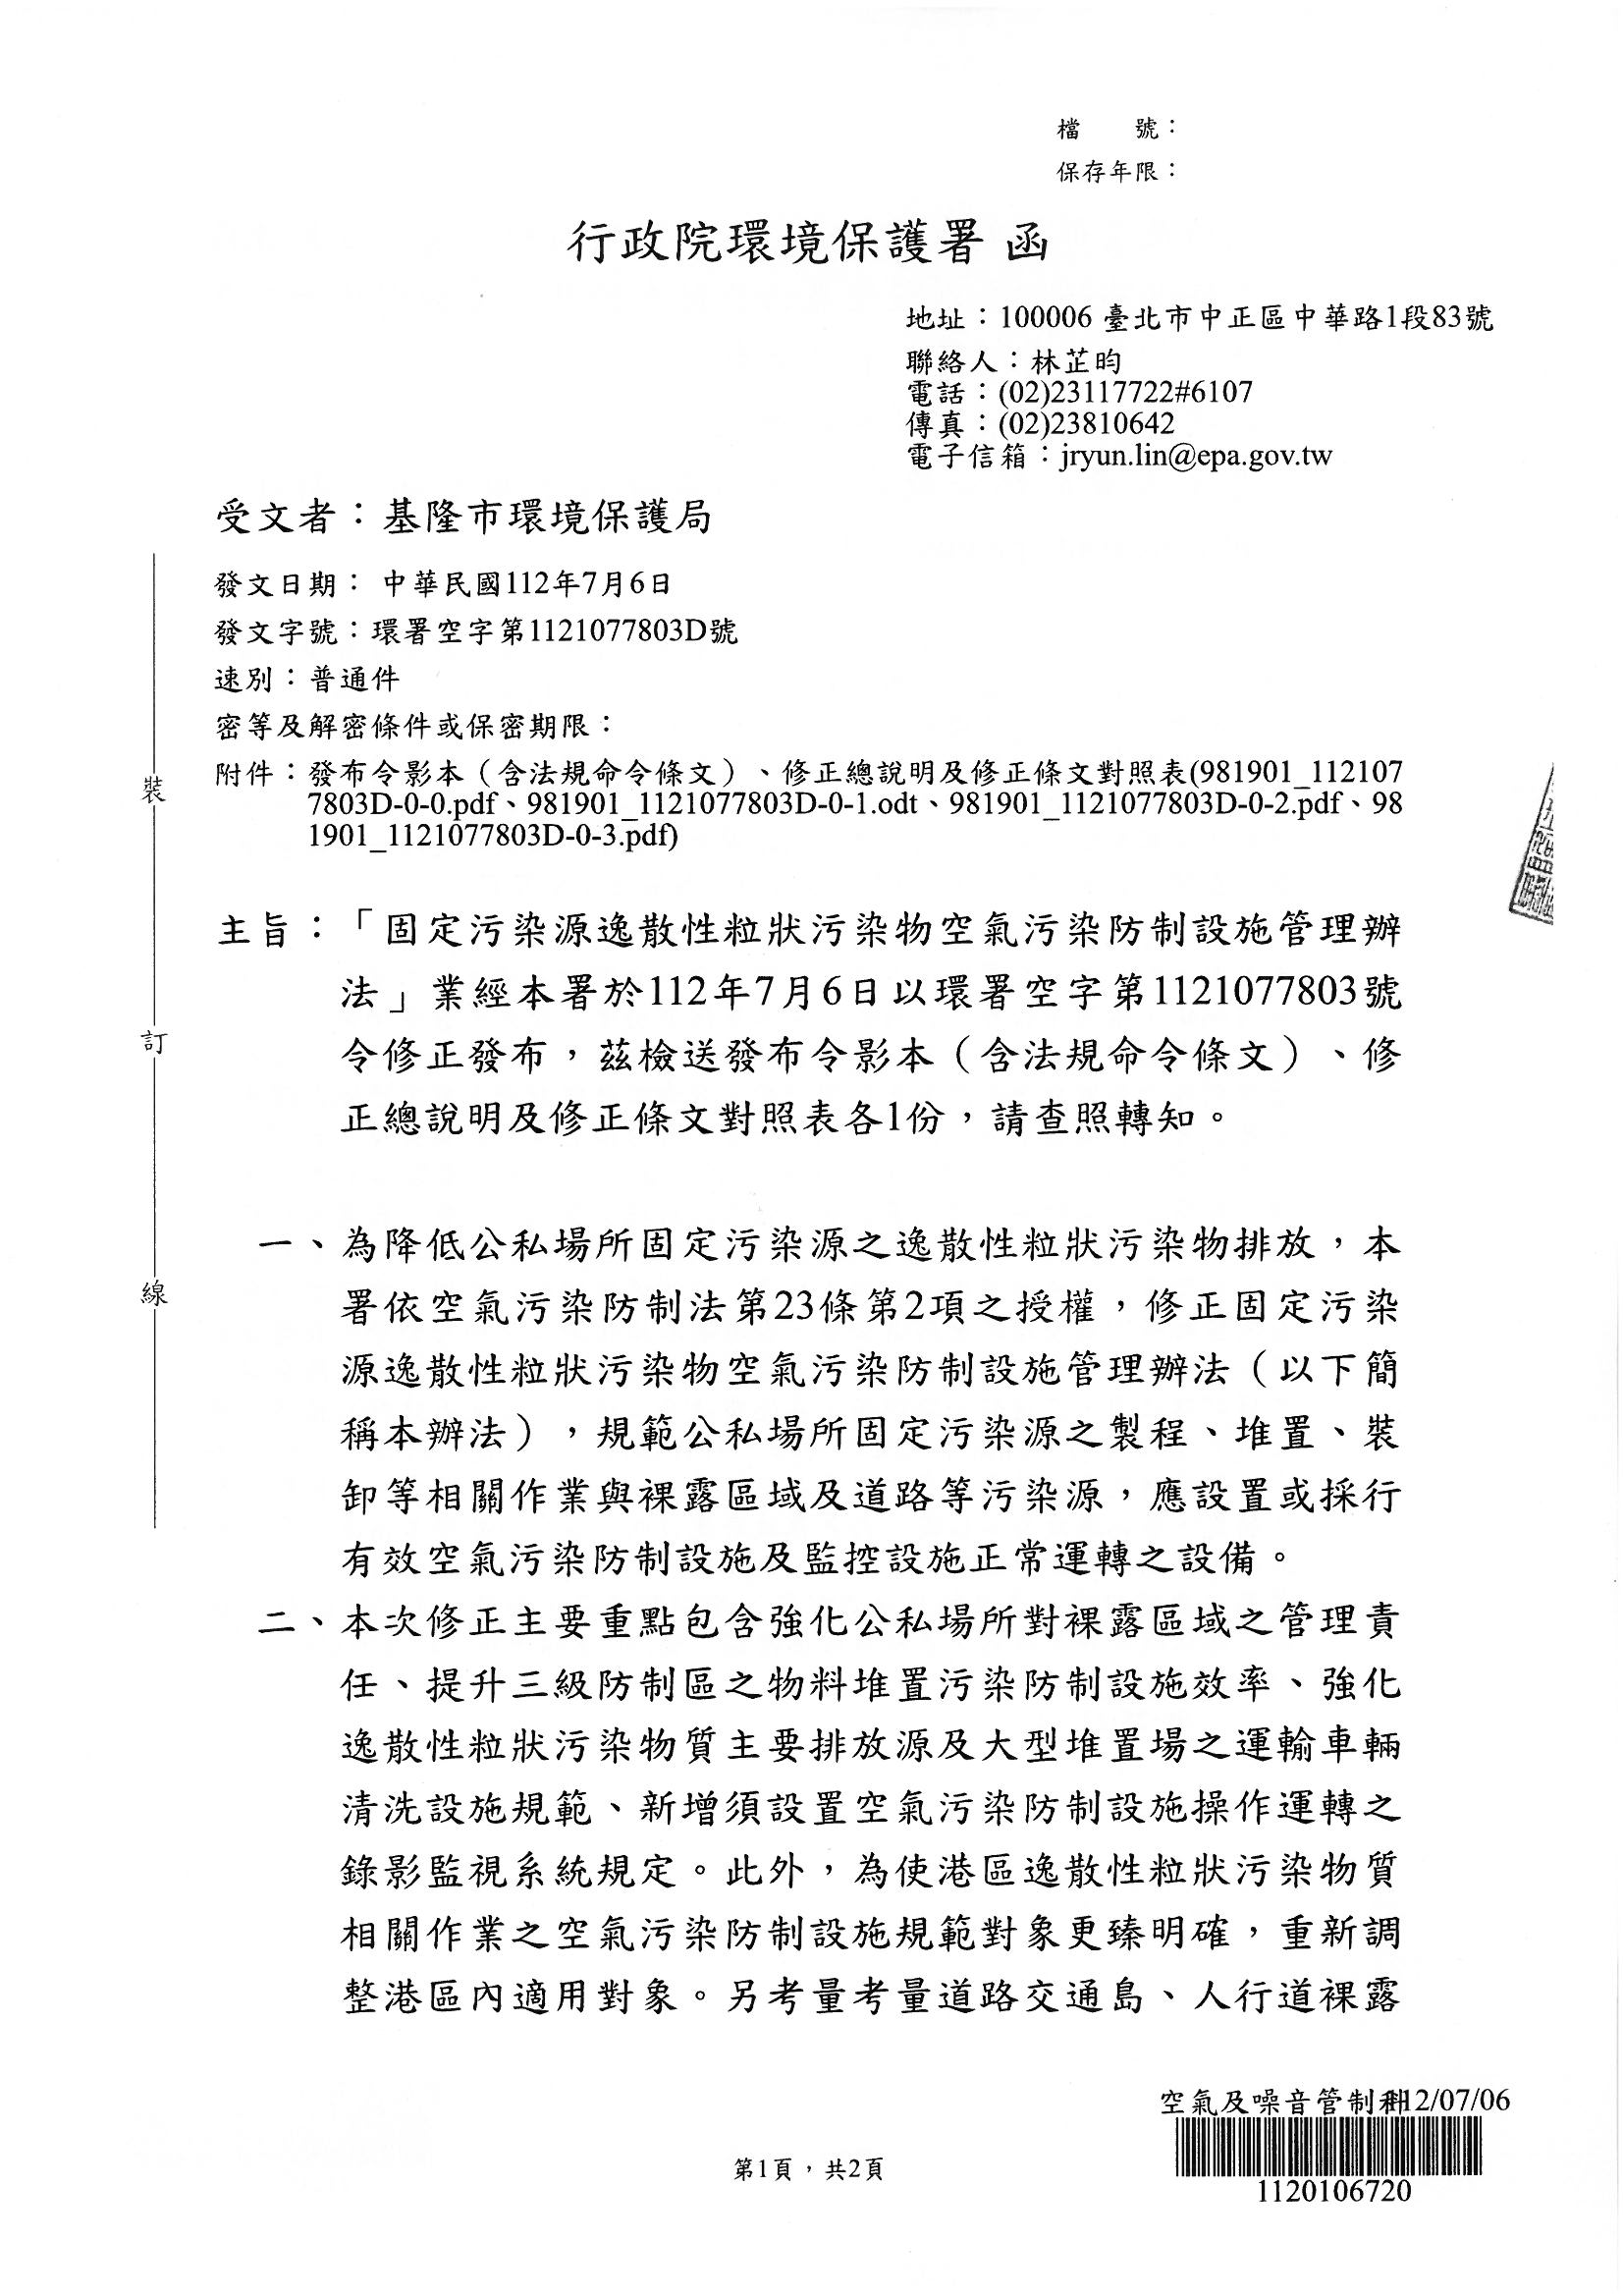 檔　　號：
保存年限：
行政院環境保護署 函
地址：100006 臺北市中正區中華路1段83號
聯絡人：林芷昀
電話：(02)23117722#6107
傳真：(02)23810642
電子信箱：jryun.lin@epa.gov.tw
受文者：基隆市環境保護局
發文日期： 中華民國112年7月6日
發文字號：環署空字第1121077803D號
速別：普通件
密等及解密條件或保密期限：
附件：發布令影本（含法規命令條文）、修正總說明及修正條文對照表(981901_112107
7803D-0-0.pdf、981901_1121077803D-0-1.odt、981901_1121077803D-0-2.pdf、98
1901_1121077803D-0-3.pdf)
主旨：「固定污染源逸散性粒狀污染物空氣污染防制設施管理辦
法」業經本署於112年7月6日以環署空字第1121077803號
令修正發布，茲檢送發布令影本（含法規命令條文）、修
正總說明及修正條文對照表各1份，請查照轉知。
一、為降低公私場所固定污染源之逸散性粒狀污染物排放，本
署依空氣污染防制法第23條第2項之授權，修正固定污染
源逸散性粒狀污染物空氣污染防制設施管理辦法（以下簡
稱本辦法），規範公私場所固定污染源之製程、堆置、裝
卸等相關作業與裸露區域及道路等污染源，應設置或採行
有效空氣污染防制設施及監控設施正常運轉之設備。
二、本次修正主要重點包含強化公私場所對裸露區域之管理責
任、提升三級防制區之物料堆置污染防制設施效率、強化
逸散性粒狀污染物質主要排放源及大型堆置場之運輸車輛
清洗設施規範、新增須設置空氣污染防制設施操作運轉之
錄影監視系統規定。此外，為使港區逸散性粒狀污染物質
相關作業之空氣污染防制設施規範對象更臻明確，重新調
整港區內適用對象。另考量考量道路交通島、人行道裸露
裝
訂
線
空氣及噪音管制科112/07/06
1120106720
第1頁，共2頁